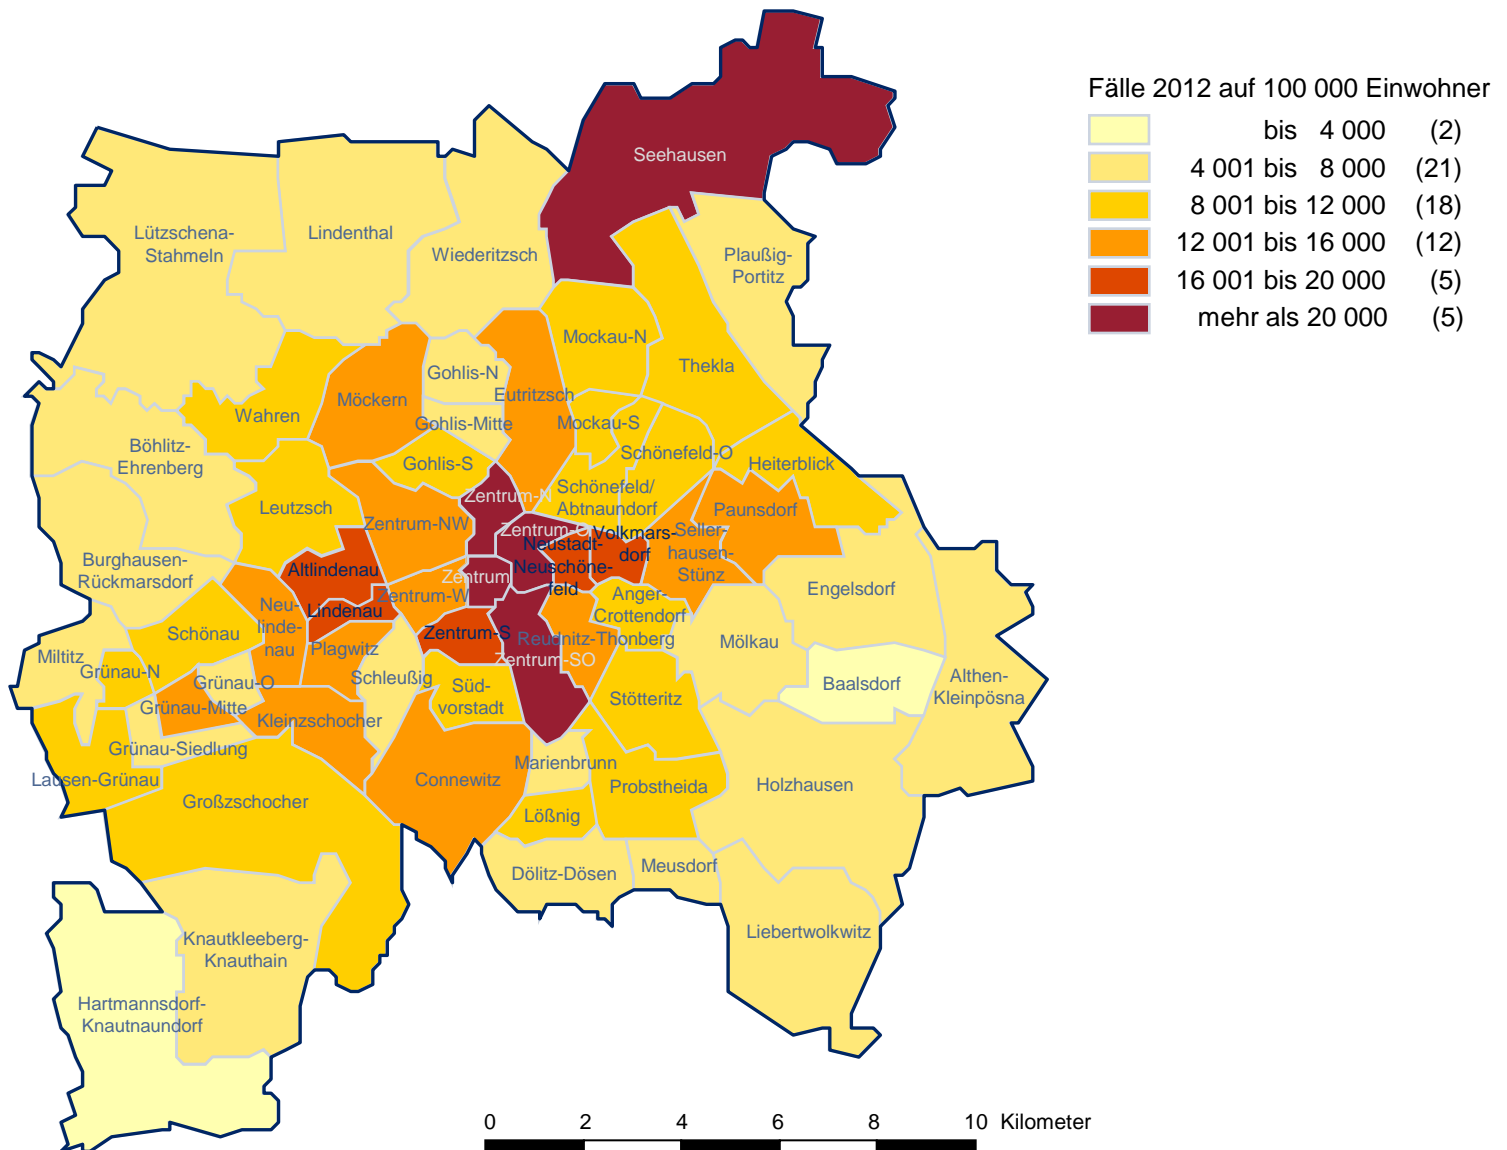 Fälle 2012 auf 100 000 Einwohner
bis 4 000 (2)
4 001 bis 8 000 (21)
8 001 bis 12 000 (18)
12 001 bis 16 000 (12)
16 001 bis 20 000 (5)
mehr als 20 000 (5)
Seehausen
Lützschena-
Stahmeln
Lindenthal
Wiederitzsch
Plaußig-
Portitz
Mockau-N
Thekla
Gohlis-N
Eutritzsch
Möckern
Wahren
Gohlis-Mitte
Mockau-S
Böhlitz-
Ehrenberg
Gohlis-S
Schönefeld-O
Heiterblick
Leutzsch
Zentrum-N
Schönefeld/
Abtnaundorf
Paunsdorf
Zentrum-NW
Zentrum-O
Volkmars-
dorf
Seller-
hausen-
Stünz
Neustadt-
Neuschöne-
feld
Burghausen-
Rückmarsdorf
Altlindenau
Zentrum
Engelsdorf
Zentrum-W
Anger-
Crottendorf
Neu-
linde-
nau
Lindenau
Schönau
Plagwitz
Zentrum-S
Reudnitz-Thonberg
Mölkau
Miltitz
Grünau-N
Zentrum-SO
Schleußig
Grünau-O
Baalsdorf
Althen-
Kleinpösna
Süd-
vorstadt
Stötteritz
Grünau-Mitte
Kleinzschocher
Grünau-Siedlung
Marienbrunn
Lausen-Grünau
Connewitz
Probstheida
Holzhausen
Großzschocher
Lößnig
Dölitz-Dösen
Meusdorf
Liebertwolkwitz
Knautkleeberg-
Knauthain
Hartmannsdorf-
Knautnaundorf
0 2 4 6 8 10 Kilometer